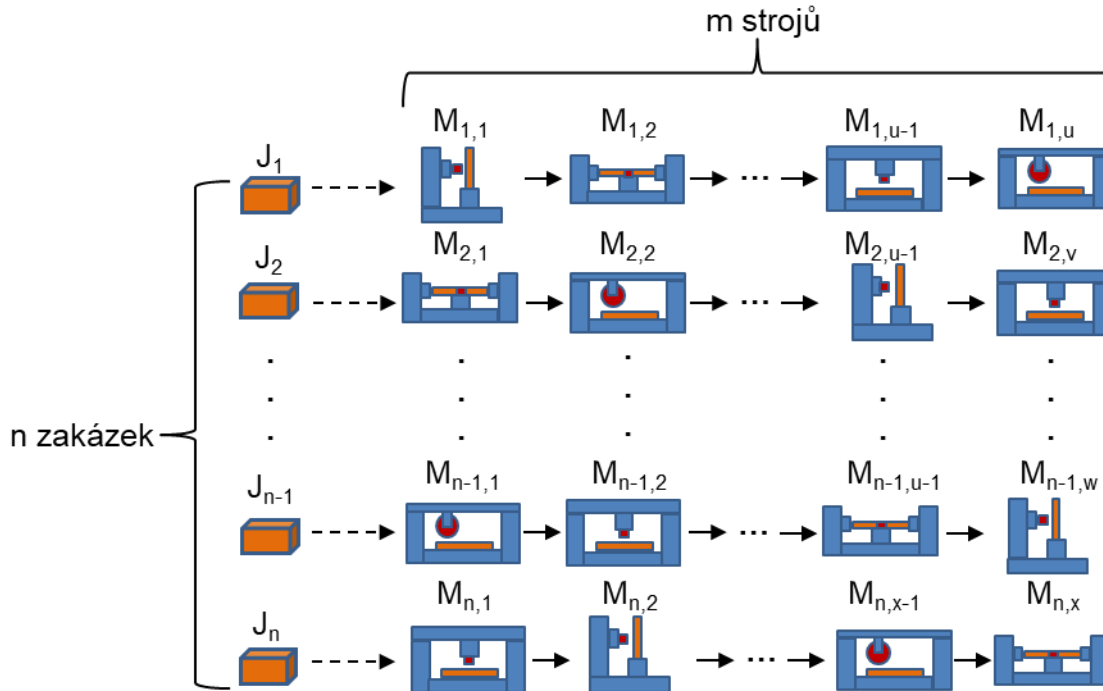 m strojů
M1,1 M1,2 M1,u-1 M1,u
J1
...
M2,1 M2,2 M2,u-1 M2,v
J2
...
n zakázek
Mn-1,1 Mn-1,2 Mn-1,u-1 Mn-1,w
Jn-1
...
Mn,1 Mn,2 Mn,x-1 Mn,x
Jn
...